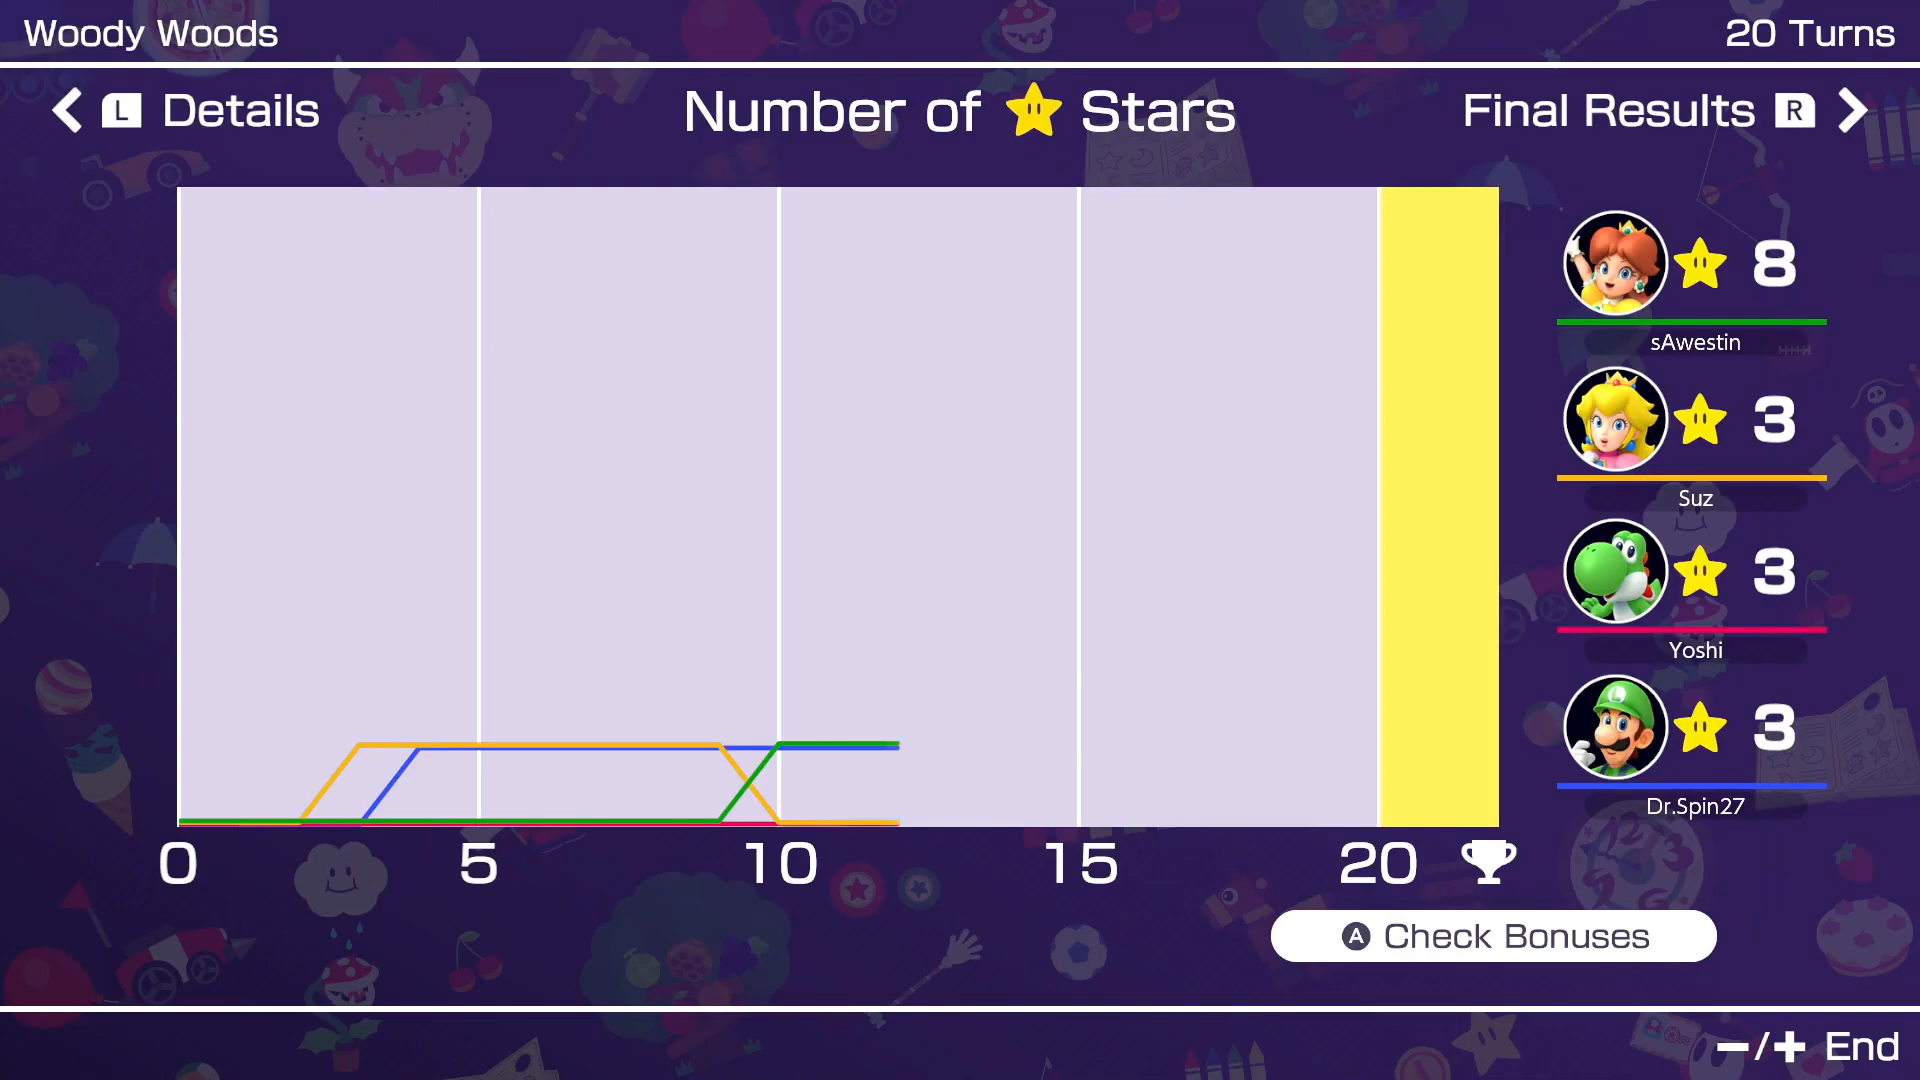 Woody Woods
20 Turns
L Details
Number of Stars
Final Results R
8
sAwestin
3
Suz
3
Yoshi
3
Dr.Spin27
0 5 10 15 20
A Check Bonuses
−/+ End